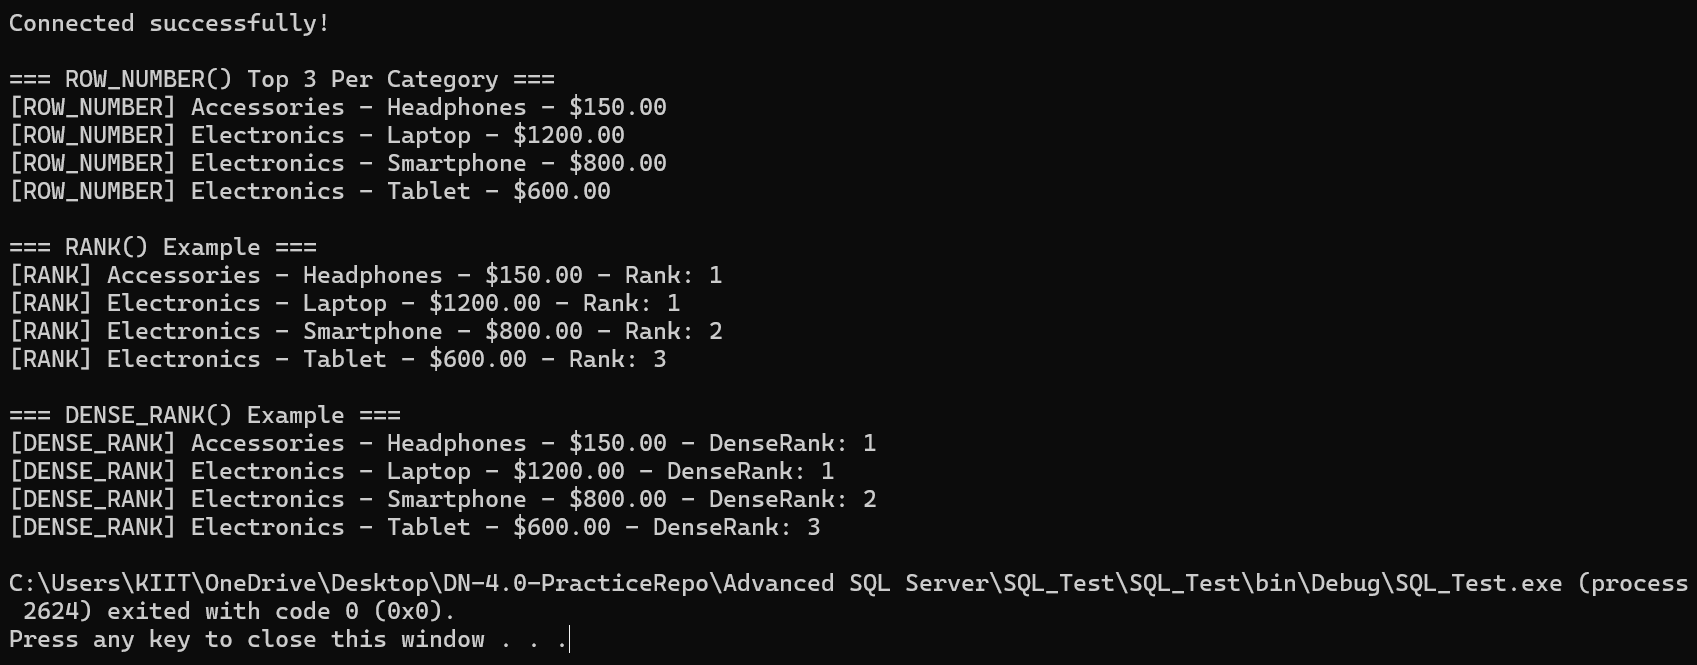 Connected successfully!
=== ROW_NUMBER() Top 3 Per Category ===
[ROW_NUMBER] Accessories - Headphones - $150.00
[ROW_NUMBER] Electronics - Laptop - $1200.00
[ROW_NUMBER] Electronics - Smartphone - $800.00
[ROW_NUMBER] Electronics - Tablet - $600.00
=== RANK() Example ===
[RANK] Accessories - Headphones - $150.00 - Rank: 1
[RANK] Electronics - Laptop - $1200.00 - Rank: 1
[RANK] Electronics - Smartphone - $800.00 - Rank: 2
[RANK] Electronics - Tablet - $600.00 - Rank: 3
=== DENSE_RANK() Example ===
[DENSE_RANK] Accessories - Headphones - $150.00 - DenseRank: 1
[DENSE_RANK] Electronics - Laptop - $1200.00 - DenseRank: 1
[DENSE_RANK] Electronics - Smartphone - $800.00 - DenseRank: 2
[DENSE_RANK] Electronics - Tablet - $600.00 - DenseRank: 3
C:\Users\KIIT\OneDrive\Desktop\DN-4.0-PracticeRepo\Advanced SQL Server\SQL_Test\SQL_Test\bin\Debug\SQL_Test.exe (process
 2624) exited with code 0 (0x0).
Press any key to close this window . . .